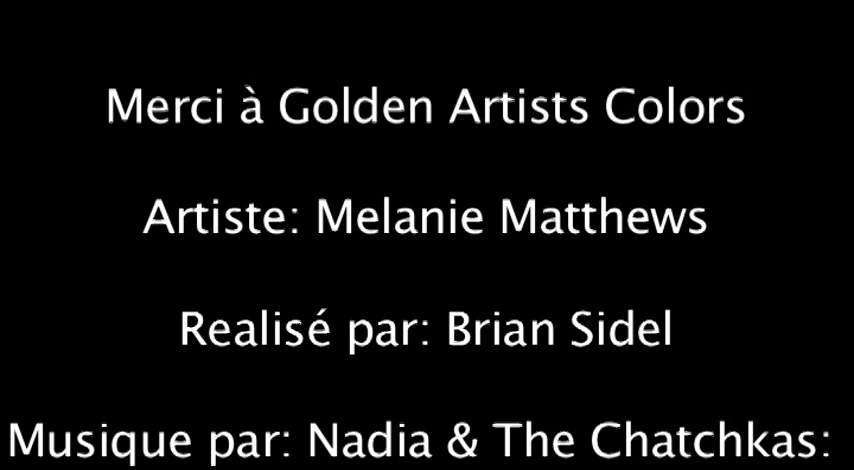 Merci à Golden Artists Colors
Artiste: Melanie Matthews
Realisé par: Brian Sidel
Musique par: Nadia & The Chatchkas: